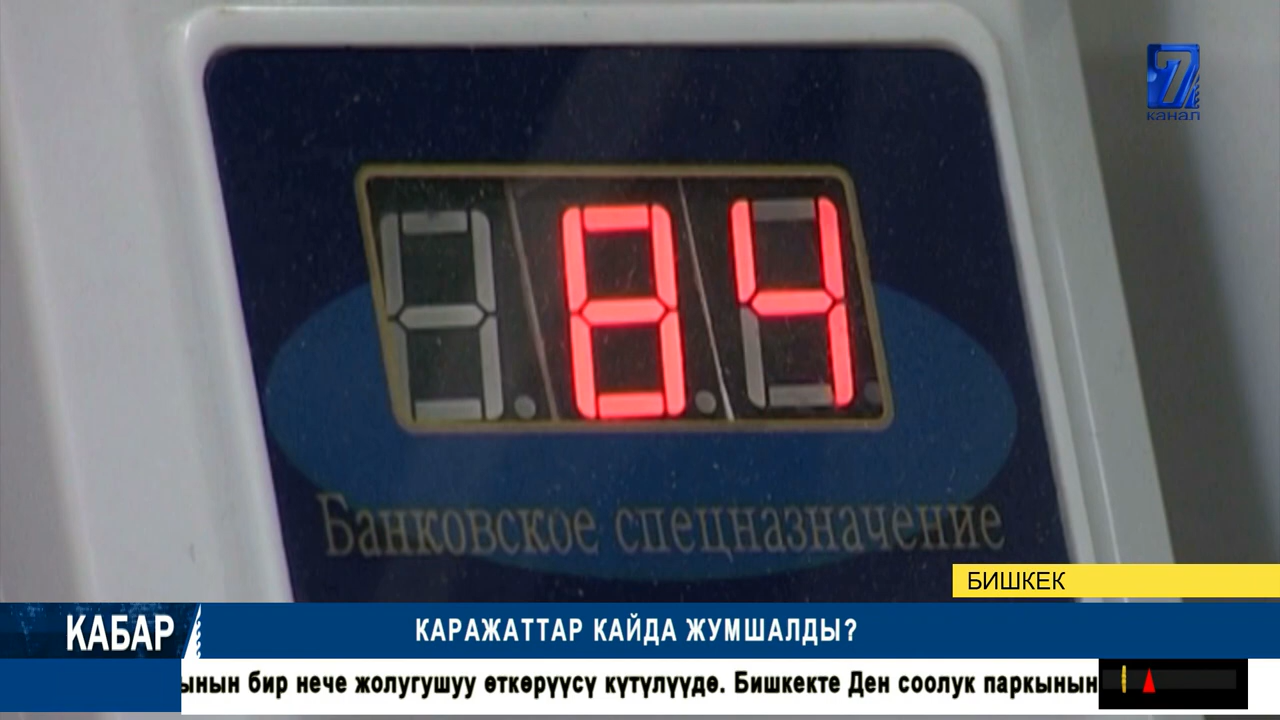 7
канал
84
Банковское спецназначение
БИШКЕК
КАБАР
КАРАЖАТТАР КАЙДА ЖУМШАЛДЫ?
ынын бир нече жолугушуу өткөрүүсү күтүлүүдө. Бишкекте Ден соолук паркынын